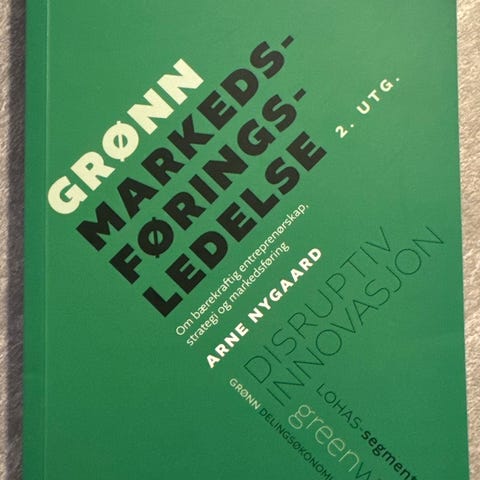 GRØNN
MARKEDS-
FØRINGS-
LEDELSE
2. UTG.
Om bærekraftig entreprenørskap,
strategi og markedsføring
ARNE NYGAARD
DISRUPTIV
INNOVASJON
LOHAS-segment
green
GRØNN DELINGSØKONOMI